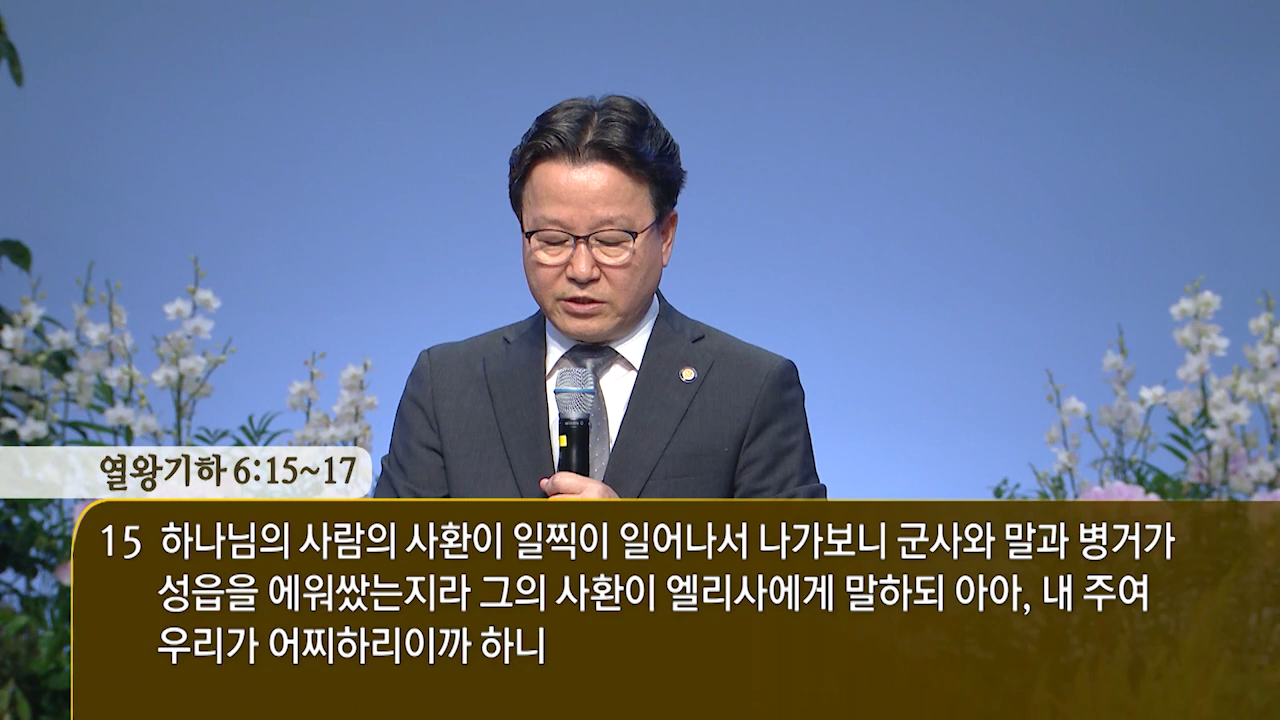 열왕기하 6:15~17
15 하나님의 사람의 사환이 일찍이 일어나서 나가보니 군사와 말과 병거가
성읍을 에워쌌는지라 그의 사환이 엘리사에게 말하되 아아, 내 주여
우리가 어찌하리이까 하니